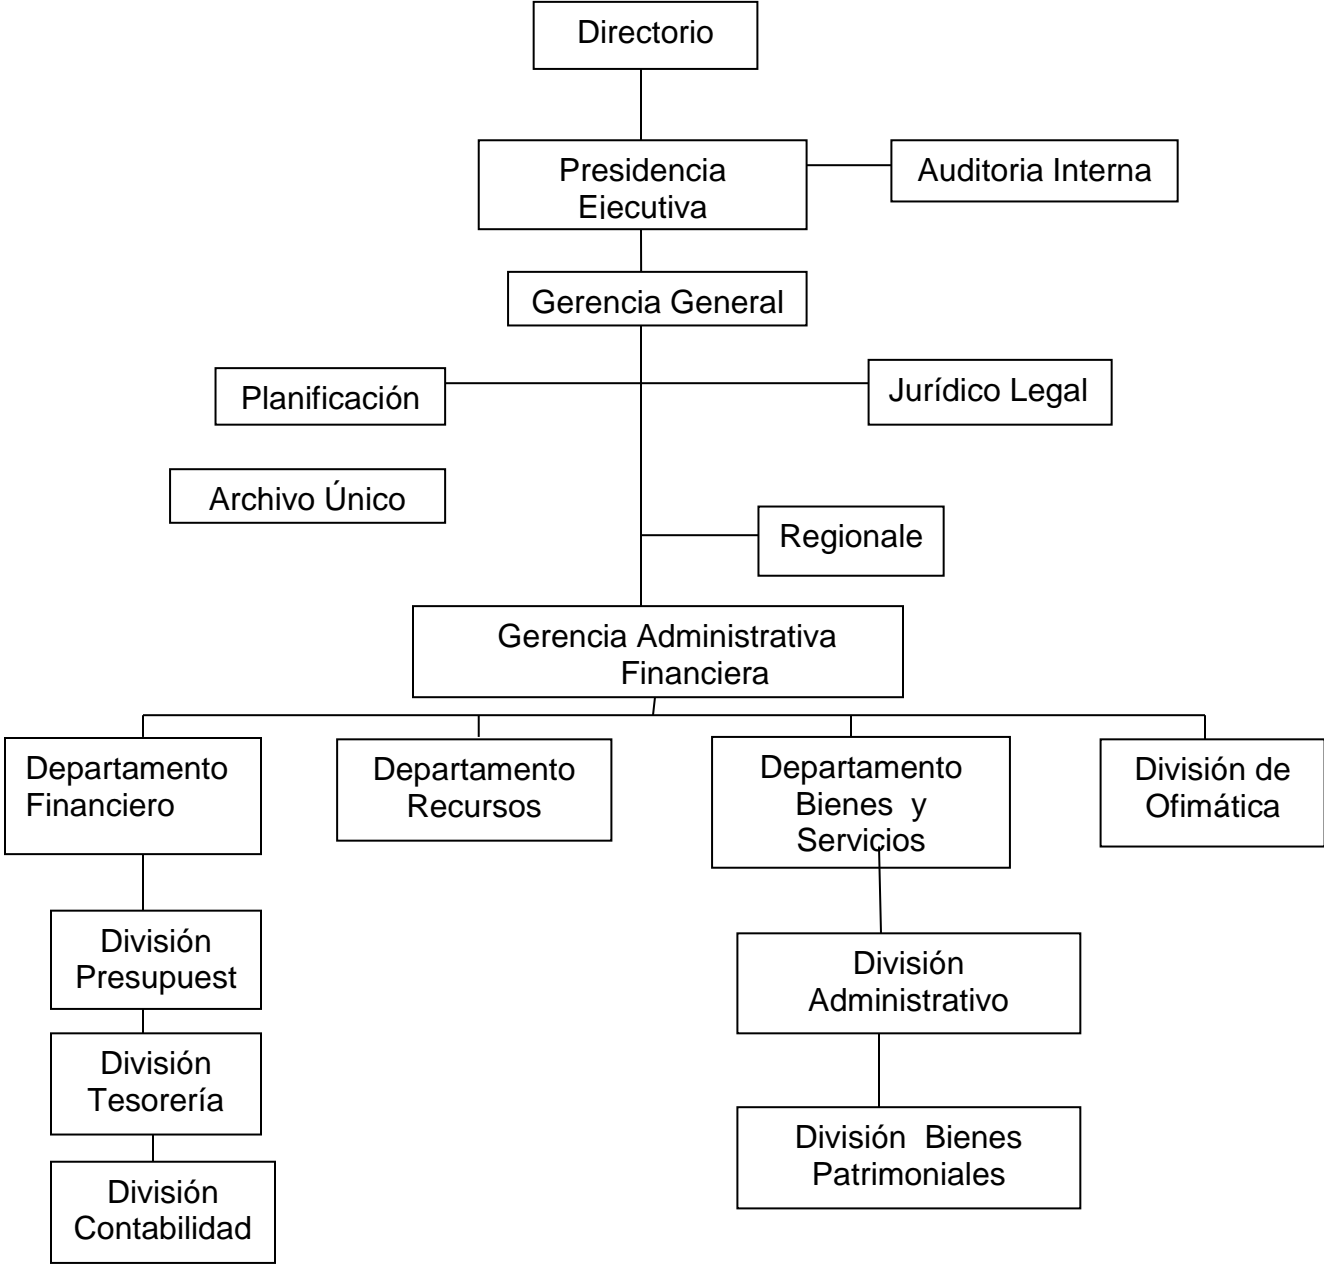 Directorio
Presidencia
Ejecutiva
Auditoria Interna
Gerencia General
Planificación
Jurídico Legal
Archivo Único
Regionale
Gerencia Administrativa
Financiera
Departamento
Financiero
Departamento
Recursos
Departamento
Bienes y
Servicios
División de
Ofimática
División
Presupuest
División
Administrativo
División
Tesorería
División Bienes
Patrimoniales
División
Contabilidad